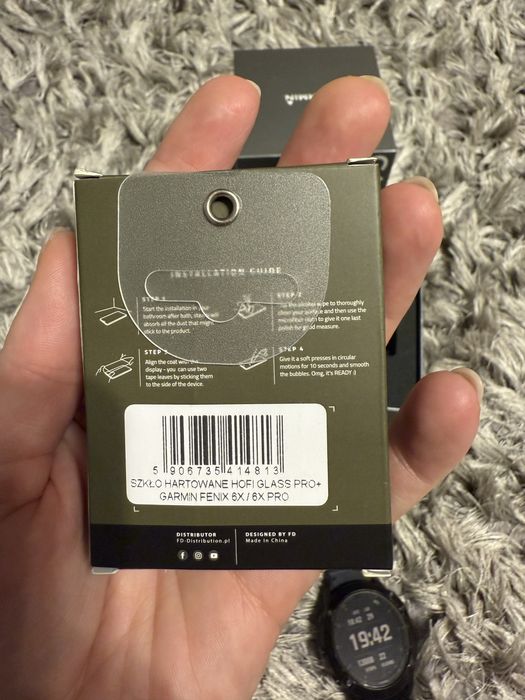 GARMIN
INSTALLATION GUIDE
STEP 1
Start the installation in your
bathroom after bath, steam
absorb all the dust that might
stick to the product.
STEP 2
alcohol wipe to thoroughly
clean your and then use the
microfiber cloth to give it one last
polish for good measure.
STEP 3
Align the coat with the
display - you can use two
tape leaves by sticking them
to the side of the device.
STEP 4
Give it a soft presses in circular
motions for 10 seconds and smooth
the bubbles. Omg, it's READY :)
5 906735 414813
SZKŁO HARTOWANE HOFI GLASS PRO+
GARMIN FENIX 6X / 6X PRO
DISTRIBUTOR
FD-Distribution.pl
DESIGNED BY FD
Made In China
19:42